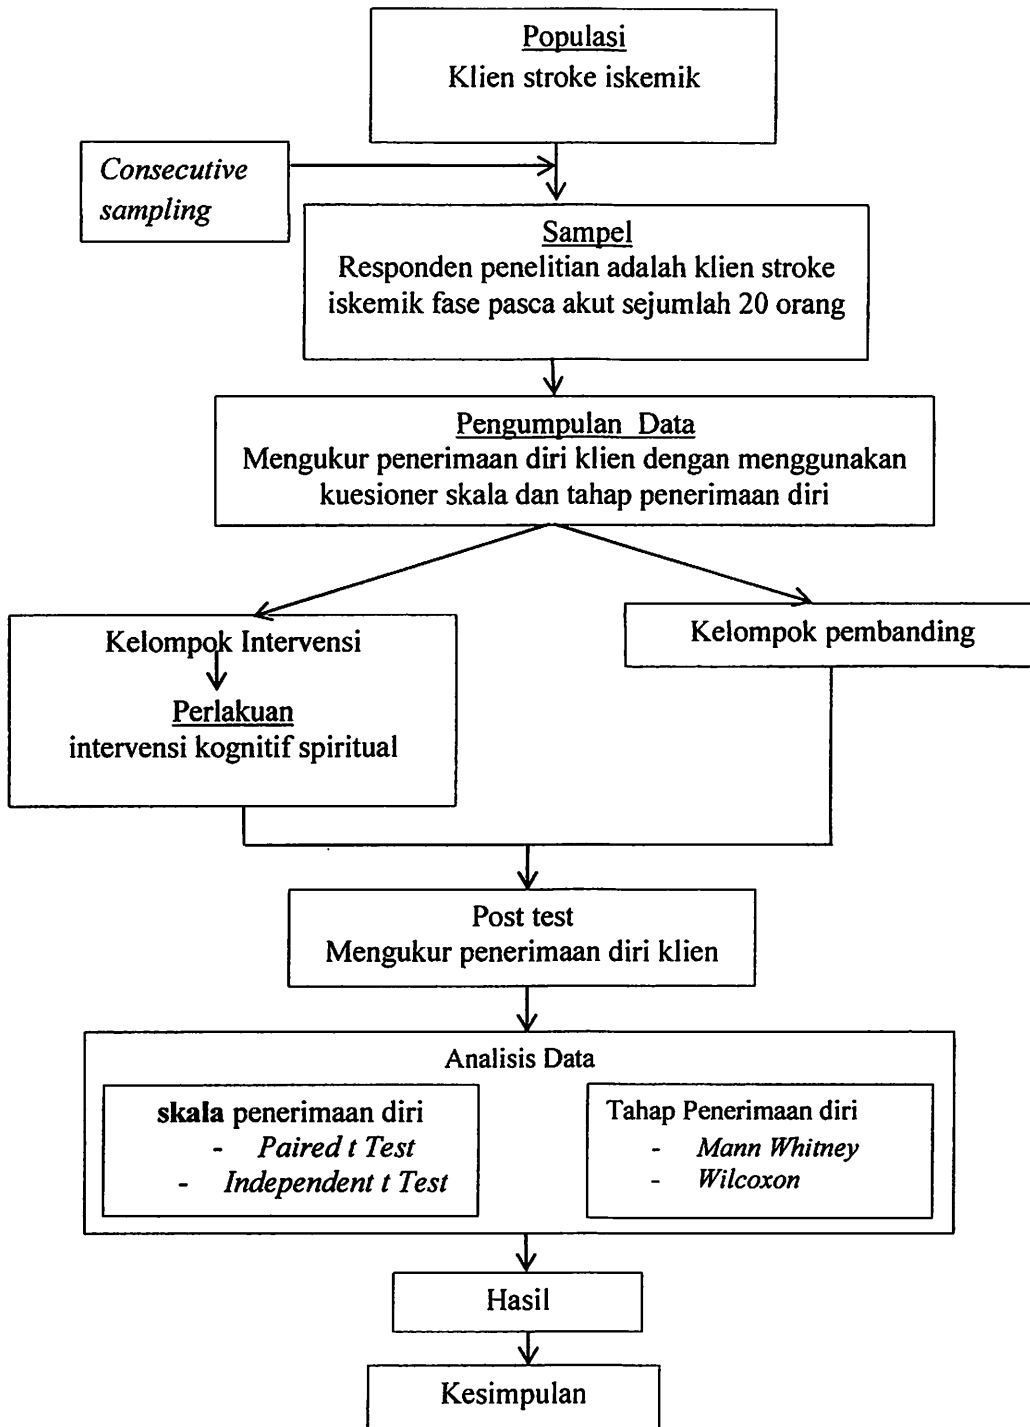 Populasi
Klien stroke iskemik
Consecutive
sampling
Sampel
Responden penelitian adalah klien stroke
iskemik fase pasca akut sejumlah 20 orang
Pengumpulan Data
Mengukur penerimaan diri klien dengan menggunakan
kuesioner skala dan tahap penerimaan diri
Kelompok Intervensi
Perlakuan
intervensi kognitif spiritual
Kelompok pembanding
Post test
Mengukur penerimaan diri klien
Analisis Data
skala penerimaan diri
- Paired t Test
- Independent t Test
Tahap Penerimaan diri
- Mann Whitney
- Wilcoxon
Hasil
Kesimpulan